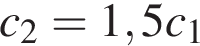 c₂ = 1,5c₁